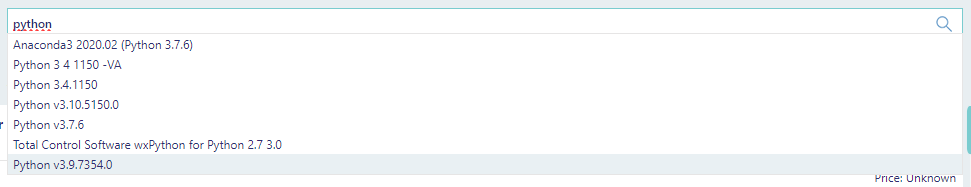 python
Anaconda3 2020.02 (Python 3.7.6)
Python 3 4 1150 -VA
Python 3.4.1150
Python v3.10.5150.0
Python v3.7.6
Total Control Software wxPython for Python 2.7 3.0
Python v3.9.7354.0
Price: Unknown